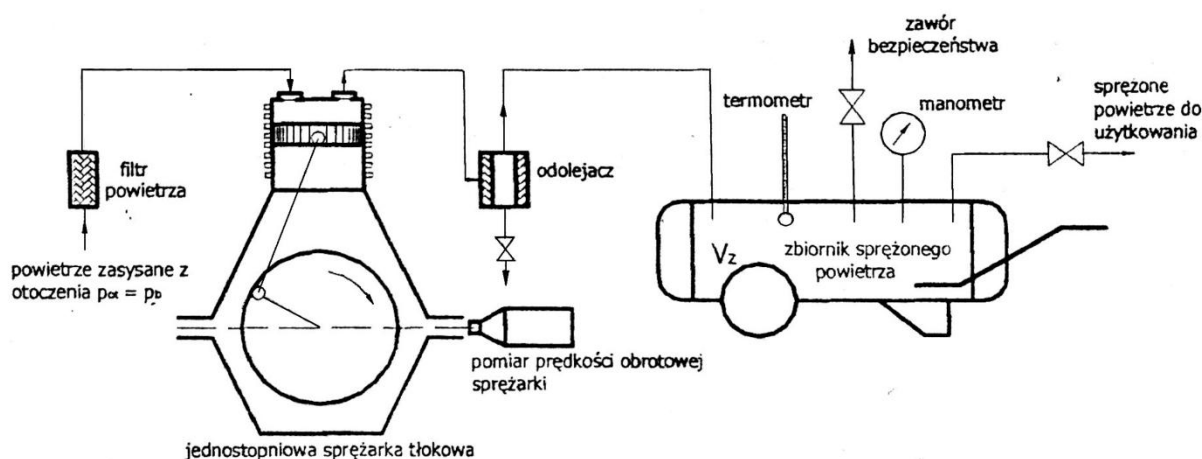 zawór
bezpieczeństwa
termometr
manometr
sprężone
powietrze do
użytkowania
filtr
powietrza
odolejacz
powietrze zasysane z
otoczenia pα = pb
Vz
zbiornik sprężonego
powietrza
pomiar prędkości obrotowej
sprężarki
jednostopniowa sprężarka tłokowa